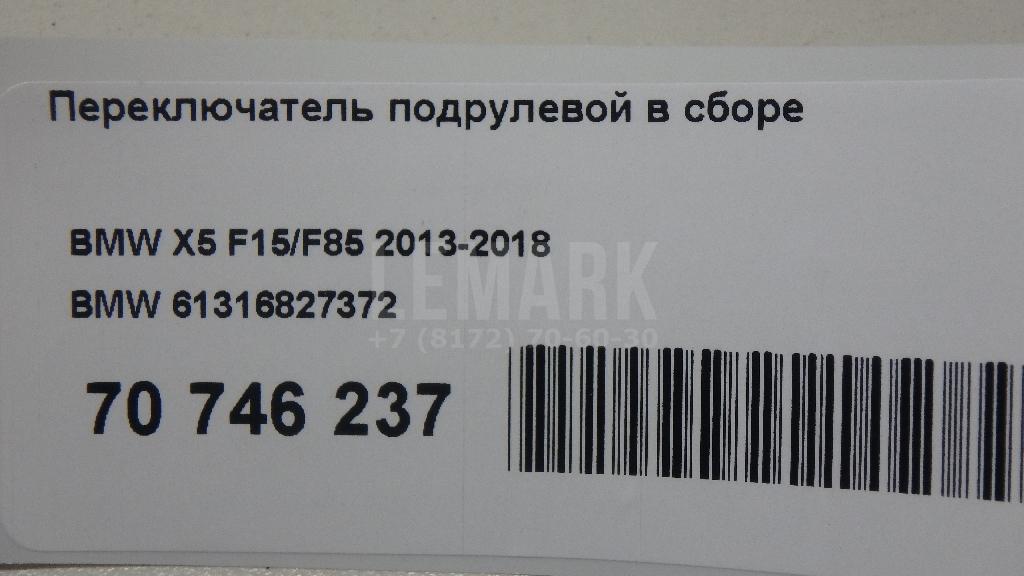 Переключатель подрулевой в сборе
BMW X5 F15/F85 2013-2018
LEMARK
BMW 61316827372
+7 (8172) 70-60-30
70 746 237